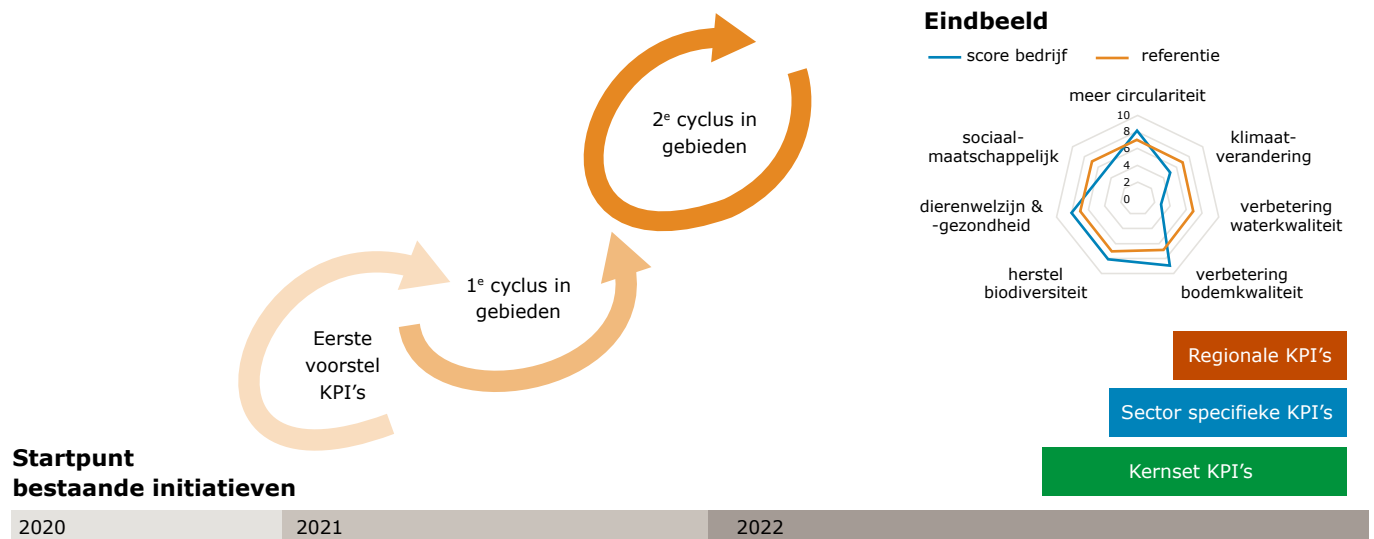 Eindbeeld
score bedrijf
referentie
meer circulariteit
10
8
6
4
2
0
klimaat-
verandering
verbetering
waterkwaliteit
verbetering
bodemkwaliteit
herstel
biodiversiteit
dierenwelzijn &
-gezondheid
sociaal-
maatschappelijk
2e cyclus in
gebieden
1e cyclus in
gebieden
Eerste
voorstel
KPI’s
Regionale KPI’s
Sector specifieke KPI’s
Kernset KPI’s
Startpunt
bestaande initiatieven
2020
2021
2022